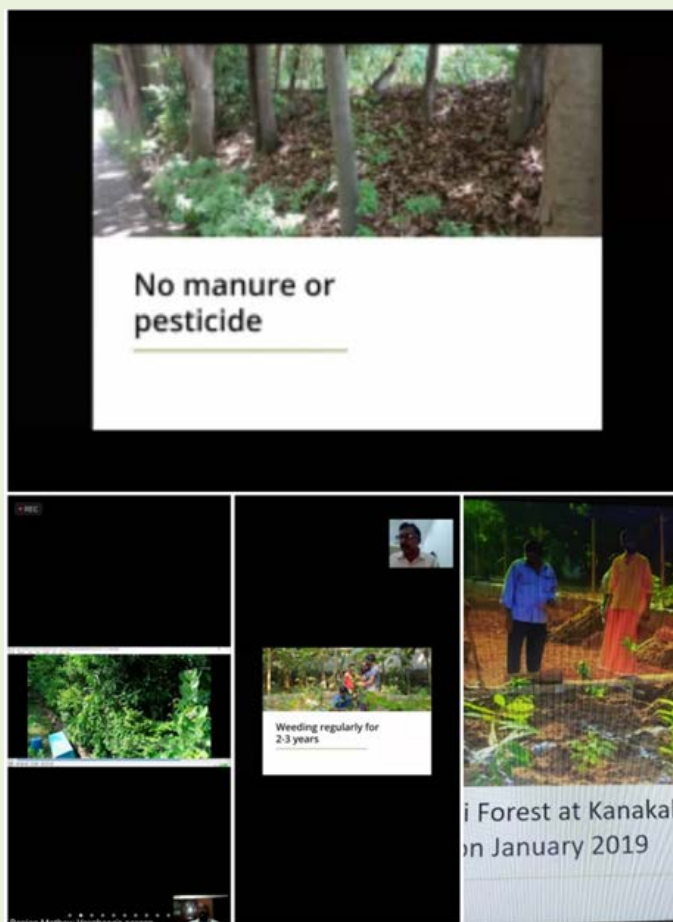 No manure or
pesticide
REC
Weeding regularly for
2-3 years
i Forest at Kanakal
on January 2019